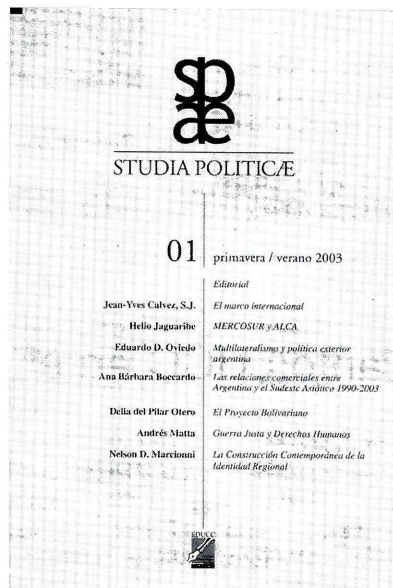 sp
æ
STUDIA POLITICÆ
01 primavera / verano 2003
Editorial
Jean-Yves Calvez, S.J. El marco internacional
Helio Jaguaribe MERCOSUR y ALCA
Eduardo D. Oviedo Multilateralismo y política exterior
argentina
Ana Bárbara Boccardo Las relaciones comerciales entre
Argentina y el Sudeste Asiático 1990-2003
Delia del Pilar Otero El Proyecto Bolivariano
Andrés Matta Guerra Justa y Derechos Humanos
Nelson D. Marcionni La Construcción Contemporánea de la
Identidad Regional
EDUCC